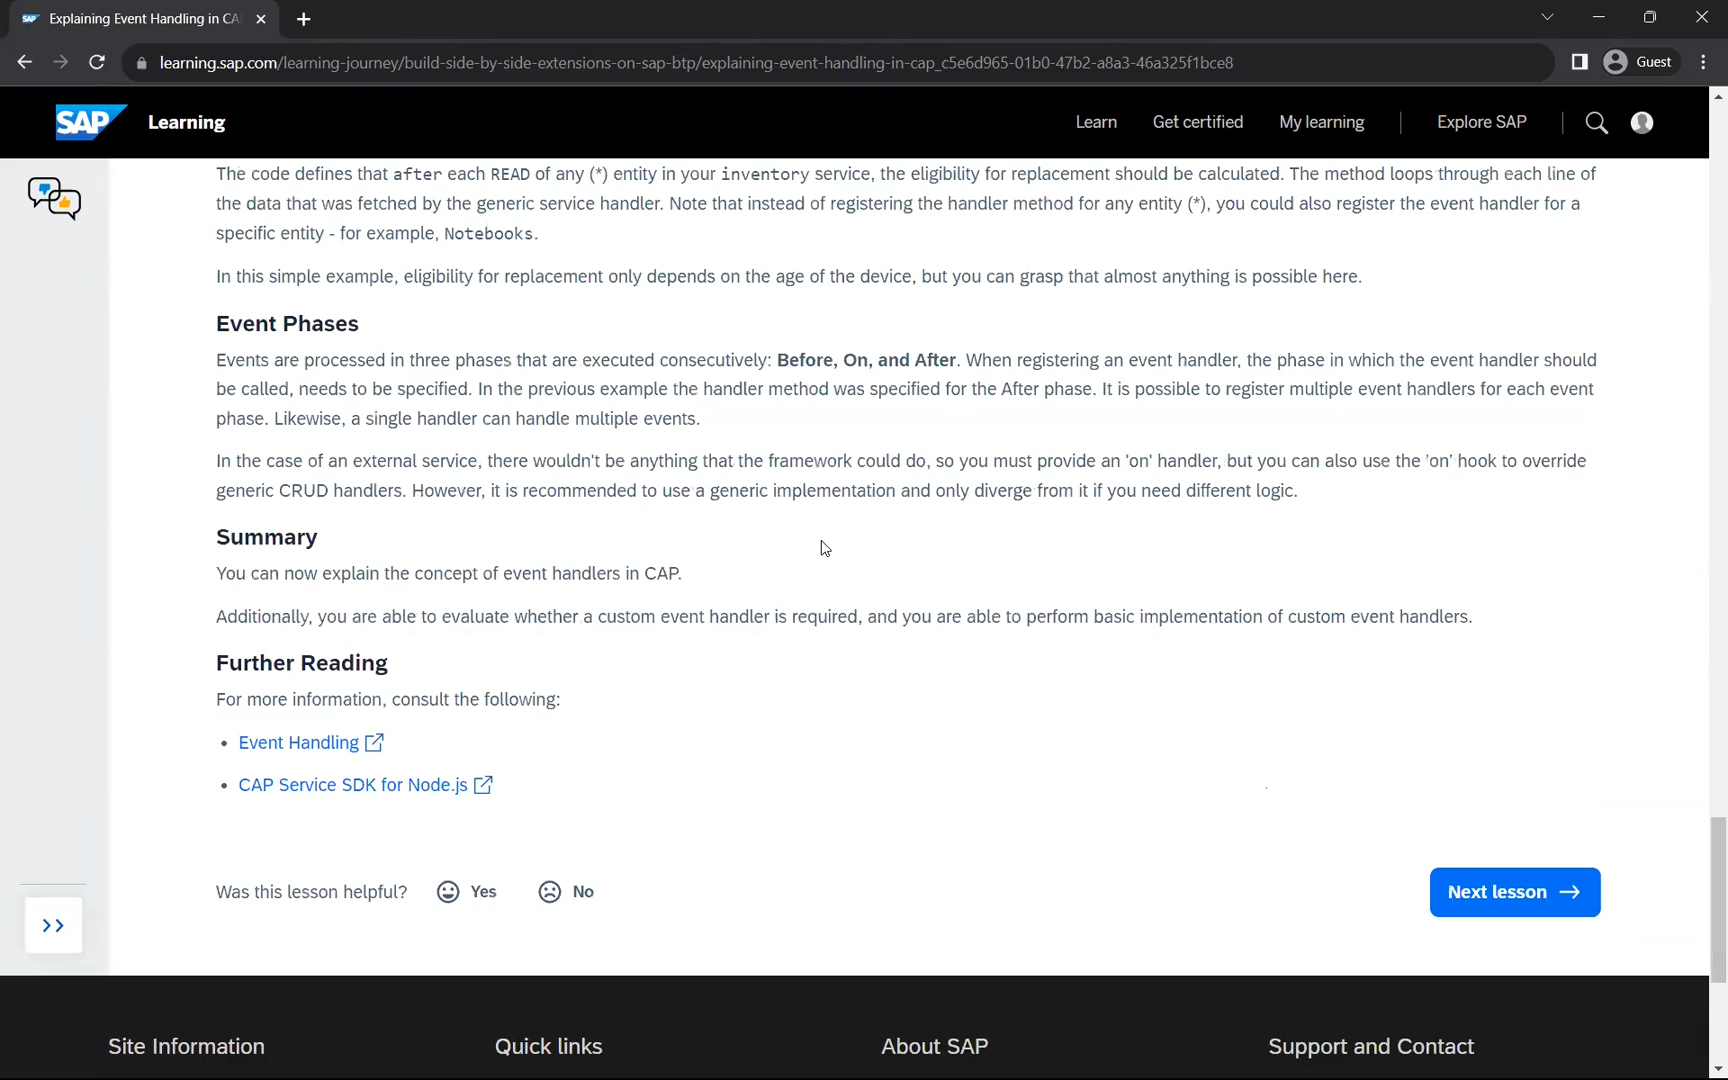 SAP Explaining Event Handling in CA
learning.sap.com/learning-journey/build-side-by-side-extensions-on-sap-btp/explaining-event-handling-in-cap_c5e6d965-01b0-47b2-a8a3-46a325f1bce8
Guest
SAP Learning Learn Get certified My learning Explore SAP
The code defines that after each READ of any (*) entity in your inventory service, the eligibility for replacement should be calculated. The method loops through each line of
the data that was fetched by the generic service handler. Note that instead of registering the handler method for any entity (*), you could also register the event handler for a
specific entity - for example, Notebooks.
In this simple example, eligibility for replacement only depends on the age of the device, but you can grasp that almost anything is possible here.
Event Phases
Events are processed in three phases that are executed consecutively: Before, On, and After. When registering an event handler, the phase in which the event handler should
be called, needs to be specified. In the previous example the handler method was specified for the After phase. It is possible to register multiple event handlers for each event
phase. Likewise, a single handler can handle multiple events.
In the case of an external service, there wouldn't be anything that the framework could do, so you must provide an 'on' handler, but you can also use the 'on' hook to override
generic CRUD handlers. However, it is recommended to use a generic implementation and only diverge from it if you need different logic.
Summary
You can now explain the concept of event handlers in CAP.
Additionally, you are able to evaluate whether a custom event handler is required, and you are able to perform basic implementation of custom event handlers.
Further Reading
For more information, consult the following:
• Event Handling
• CAP Service SDK for Node.js
Was this lesson helpful? Yes No Next lesson →
Site Information Quick links About SAP Support and Contact